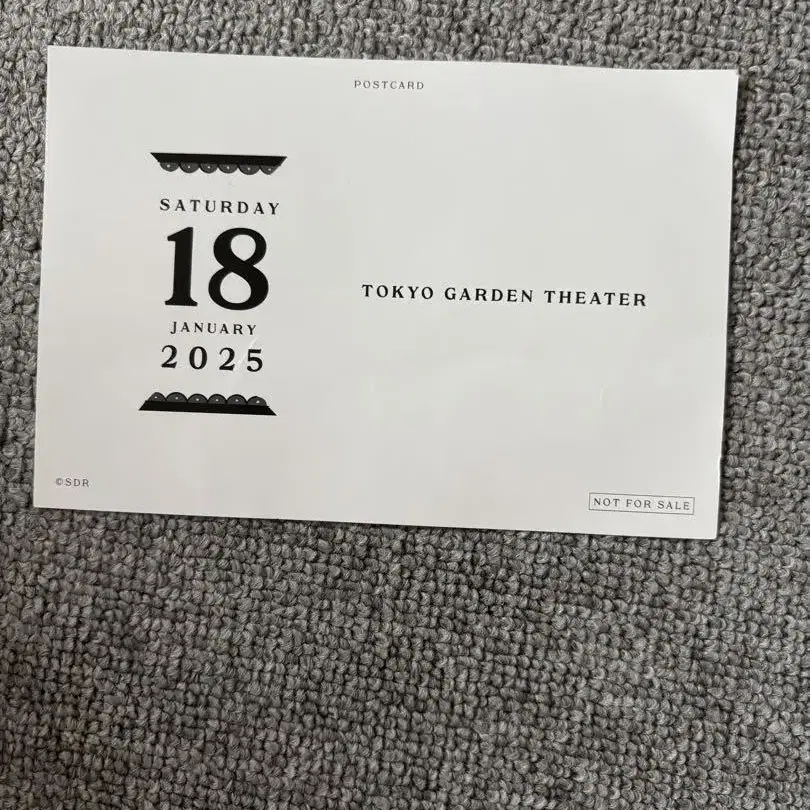 POSTCARD
SATURDAY
18
JANUARY
2025
TOKYO GARDEN THEATER
©SDR
NOT FOR SALE